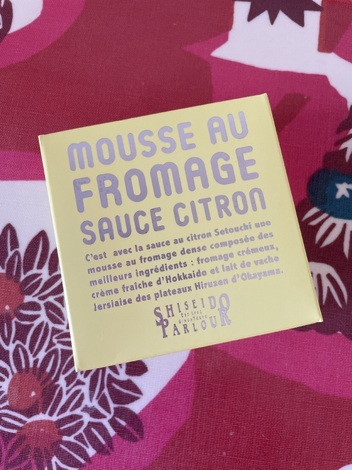 MOUSSE AU
FROMAGE
SAUCE CITRON
C'est avec la sauce au citron Setouchi une
mousse au fromage dense composée des
meilleurs ingrédients : fromage crémeux,
crème fraîche d'Hokkaido et lait de vache
jersiaise des plateaux Hiruzen d'Okayama.
SHISEIDO
PARLOUR